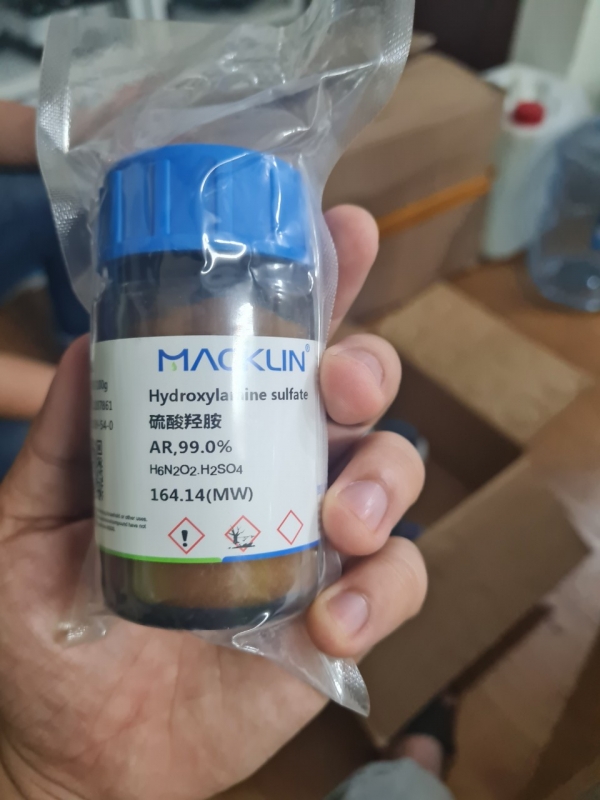 MACKLIN®
Hydroxylamine sulfate
硫酸羟胺
AR,99.0%
H6N2O2.H2SO4
164.14(MW)